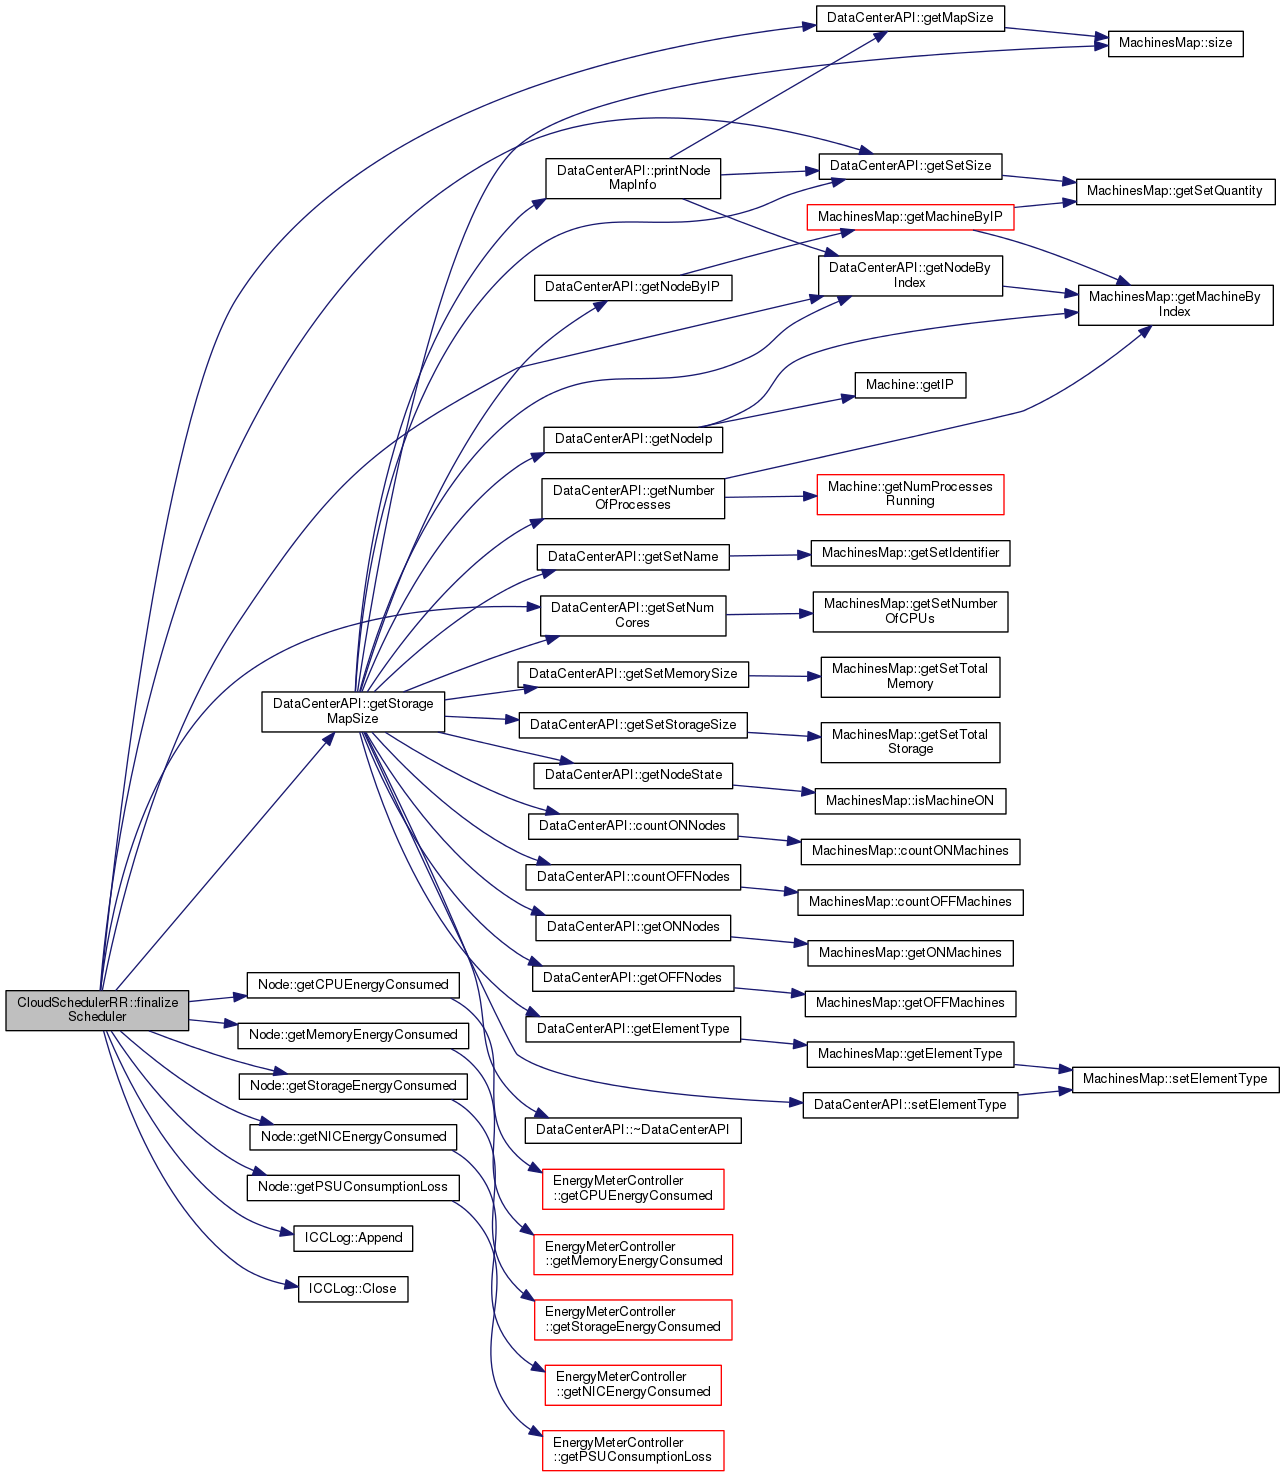 DataCenterAPI::getMapSize
MachinesMap::size
DataCenterAPI::printNode
MapInfo
DataCenterAPI::getSetSize
MachinesMap::getSetQuantity
MachinesMap::getMachineByIP
DataCenterAPI::getNodeBy
Index
DataCenterAPI::getNodeByIP
MachinesMap::getMachineBy
Index
Machine::getIP
DataCenterAPI::getNodeIp
DataCenterAPI::getNumber
OfProcesses
Machine::getNumProcesses
Running
DataCenterAPI::getSetName
MachinesMap::getSetIdentifier
DataCenterAPI::getSetNum
Cores
MachinesMap::getSetNumber
OfCPUs
DataCenterAPI::getSetMemorySize
MachinesMap::getSetTotal
Memory
DataCenterAPI::getStorage
MapSize
DataCenterAPI::getSetStorageSize
MachinesMap::getSetTotal
Storage
DataCenterAPI::getNodeState
MachinesMap::isMachineON
DataCenterAPI::countONNodes
MachinesMap::countONMachines
DataCenterAPI::countOFFNodes
MachinesMap::countOFFMachines
DataCenterAPI::getONNodes
MachinesMap::getONMachines
DataCenterAPI::getOFFNodes
MachinesMap::getOFFMachines
CloudSchedulerRR::finalize
Scheduler
Node::getCPUEnergyConsumed
Node::getMemoryEnergyConsumed
DataCenterAPI::getElementType
MachinesMap::getElementType
MachinesMap::setElementType
Node::getStorageEnergyConsumed
DataCenterAPI::setElementType
Node::getNICEnergyConsumed
DataCenterAPI::~DataCenterAPI
Node::getPSUConsumptionLoss
EnergyMeterController
::getCPUEnergyConsumed
ICCLog::Append
EnergyMeterController
::getMemoryEnergyConsumed
ICCLog::Close
EnergyMeterController
::getStorageEnergyConsumed
EnergyMeterController
::getNICEnergyConsumed
EnergyMeterController
::getPSUConsumptionLoss